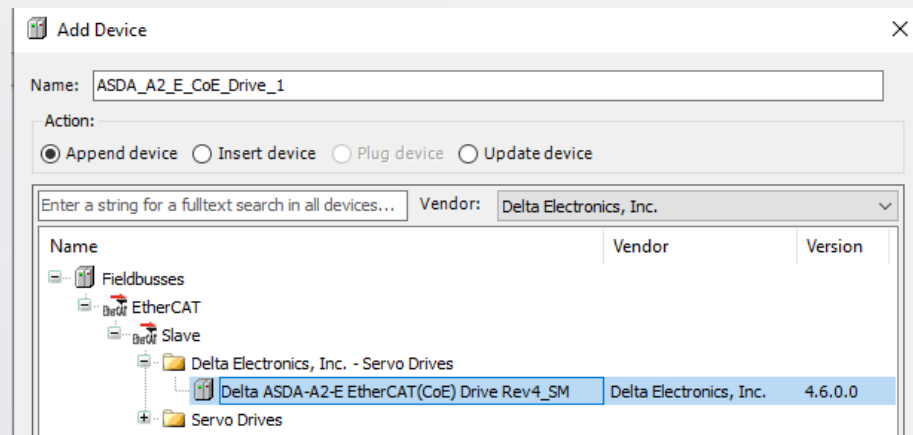 Add Device
Name: ASDA_A2_E_CoE_Drive_1
Action:
Append device Insert device Plug device Update device
Enter a string for a fulltext search in all devices... Vendor: Delta Electronics, Inc.
Name Vendor Version
Fieldbusses
EtherCAT EtherCAT
EtherCAT Slave
Delta Electronics, Inc. - Servo Drives
Delta ASDA-A2-E EtherCAT(CoE) Drive Rev4_SM Delta Electronics, Inc. 4.6.0.0
Servo Drives